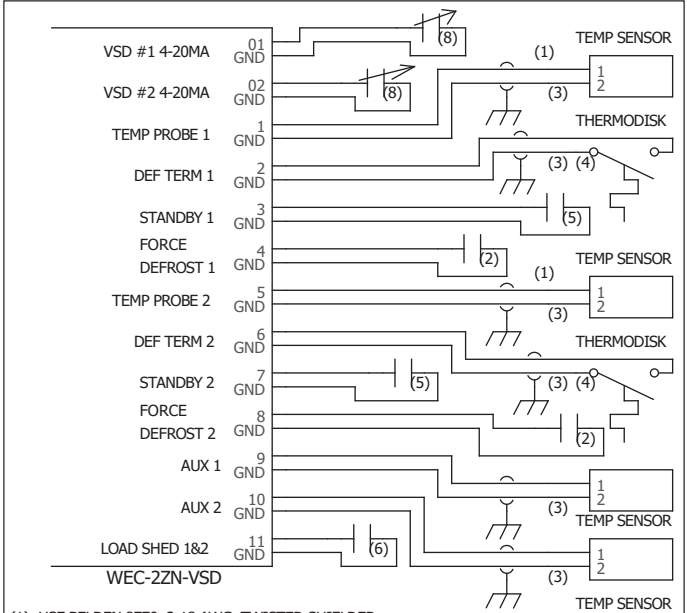 VSD #1 4-20MA 01 GND (8)
TEMP SENSOR
(1)
1
2
(3)
VSD #2 4-20MA 02 GND (8)
TEMP PROBE 1 1 GND
THERMODISK
DEF TERM 1 2 GND (3) (4)
STANDBY 1 3 GND (5)
FORCE DEFROST 1 4 GND (2)
TEMP SENSOR
(1)
1
2
(3)
TEMP PROBE 2 5 GND
DEF TERM 2 6 GND
THERMODISK
(3) (4)
STANDBY 2 7 GND (5)
FORCE DEFROST 2 8 GND (2)
AUX 1 9 GND
1
2
(3)
TEMP SENSOR
AUX 2 10 GND
1
2
(3)
TEMP SENSOR
LOAD SHED 1&2 11 GND (6)
WEC-2ZN-VSD